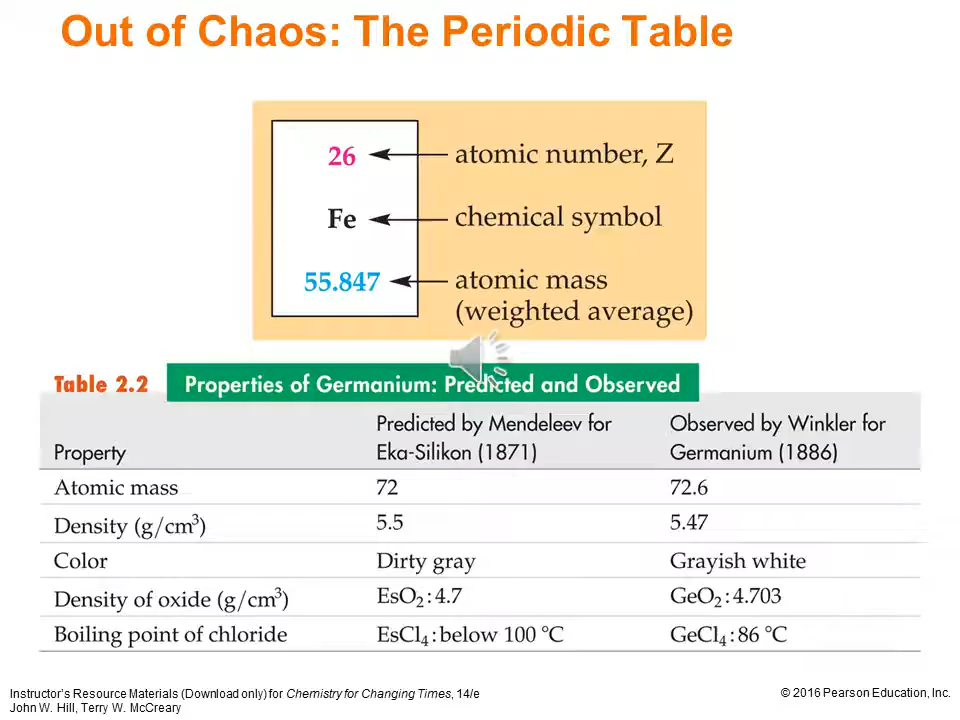 Out of Chaos: The Periodic Table
26 atomic number, Z
Fe chemical symbol
55.847 atomic mass
(weighted average)
Table 2.2 Properties of Germanium: Predicted and Observed
Predicted by Mendeleev for Observed by Winkler for
Property Eka-Silikon (1871) Germanium (1886)
Atomic mass 72 72.6
Density (g/cm³) 5.5 5.47
Color Dirty gray Grayish white
Density of oxide (g/cm³) EsO₂:4.7 GeO₂:4.703
Boiling point of chloride EsCl₄:below 100 °C GeCl₄:86 °C
Instructor's Resource Materials (Download only) for Chemistry for Changing Times, 14/e © 2016 Pearson Education, Inc.
John W. Hill, Terry W. McCreary